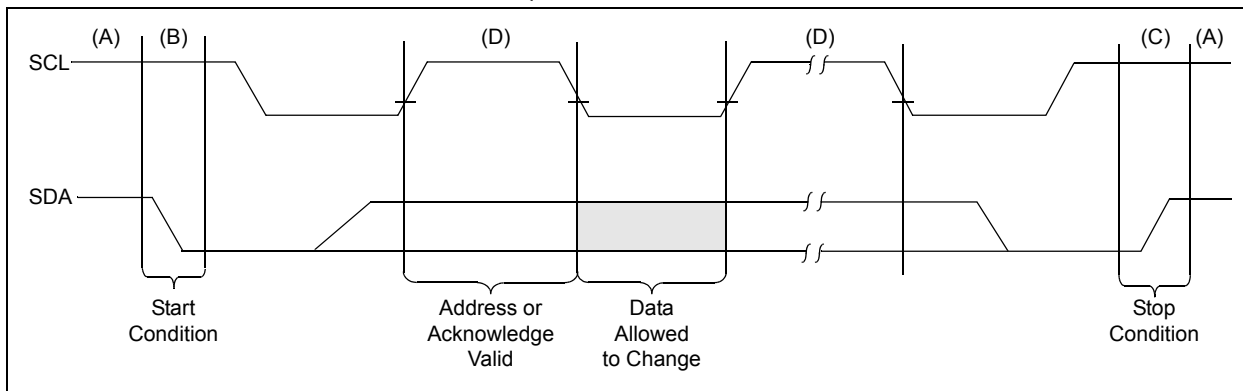 (A) (B) (D) (D) (C) (A)
SCL
SDA
Start
Condition
Address or
Acknowledge
Valid
Data
Allowed
to Change
Stop
Condition